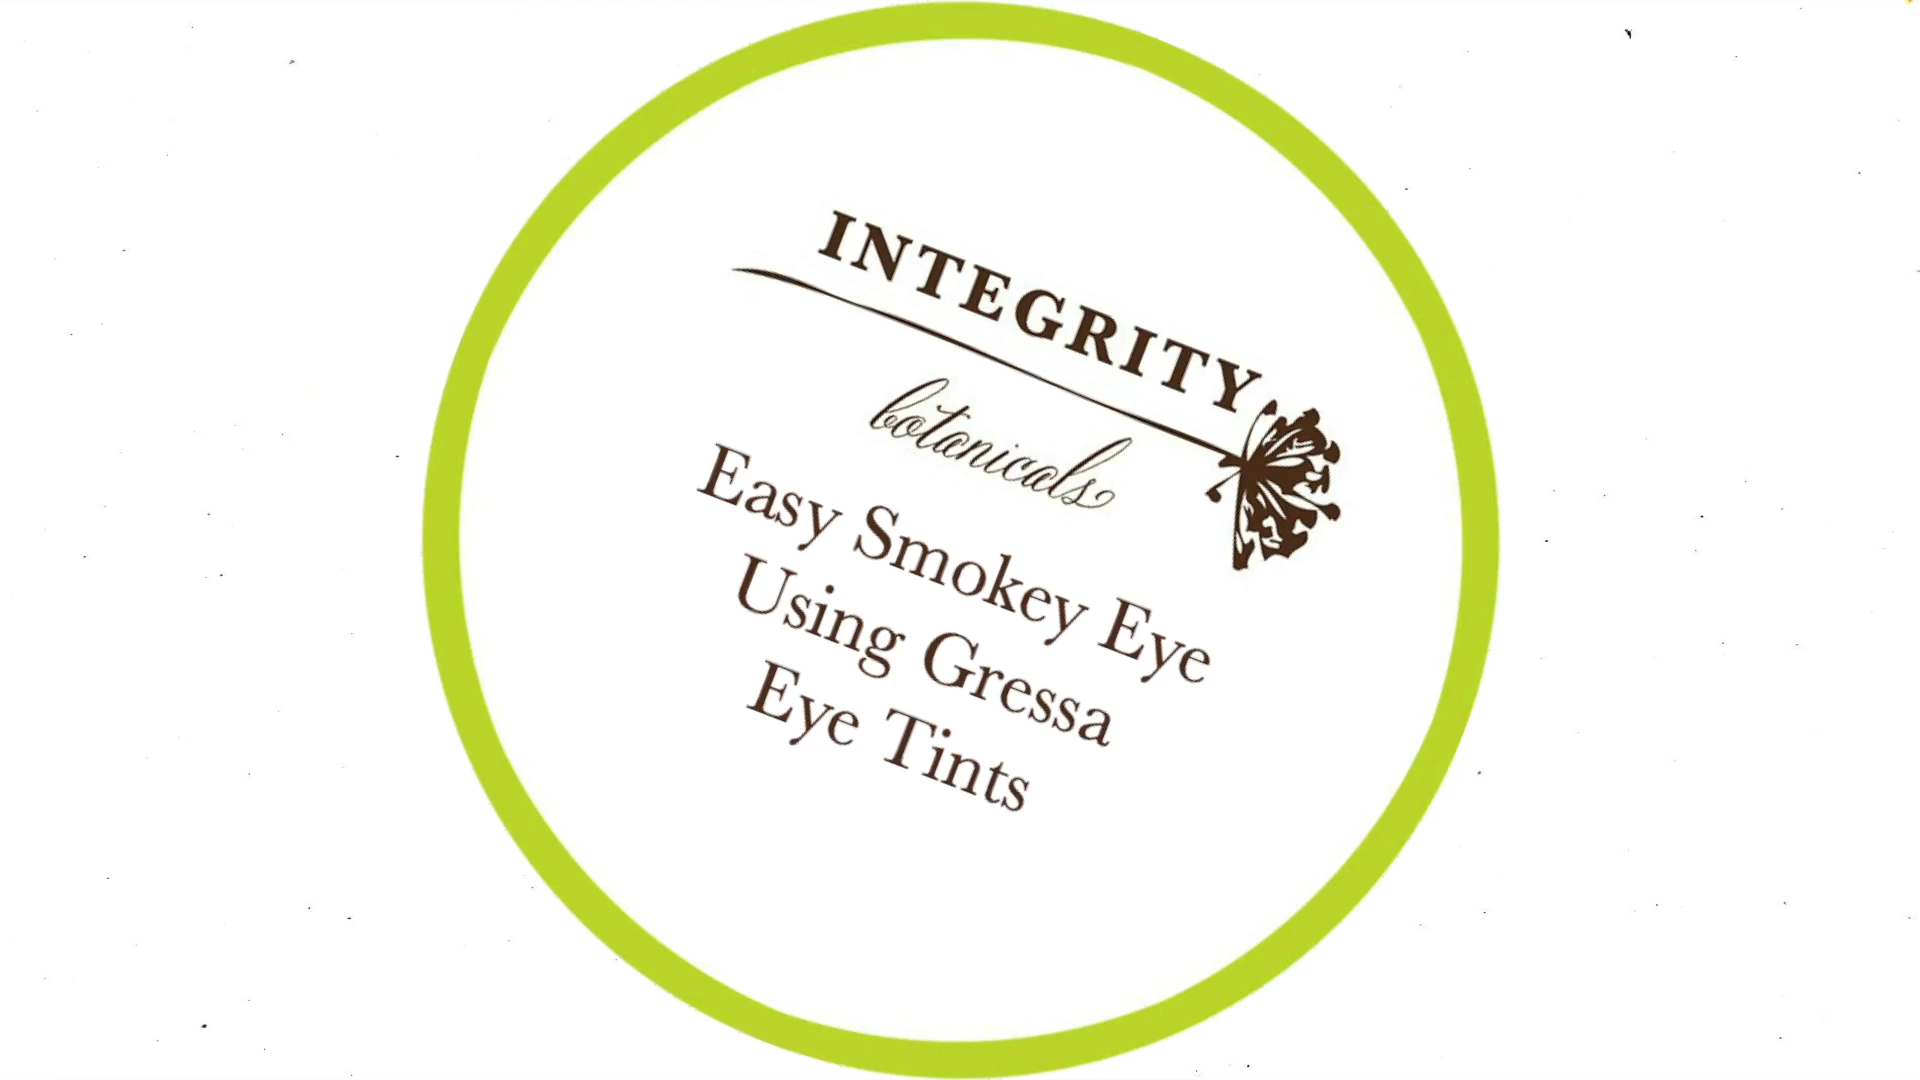 INTEGRITY
botanicals
Easy Smokey Eye
Using Gressa
Eye Tints